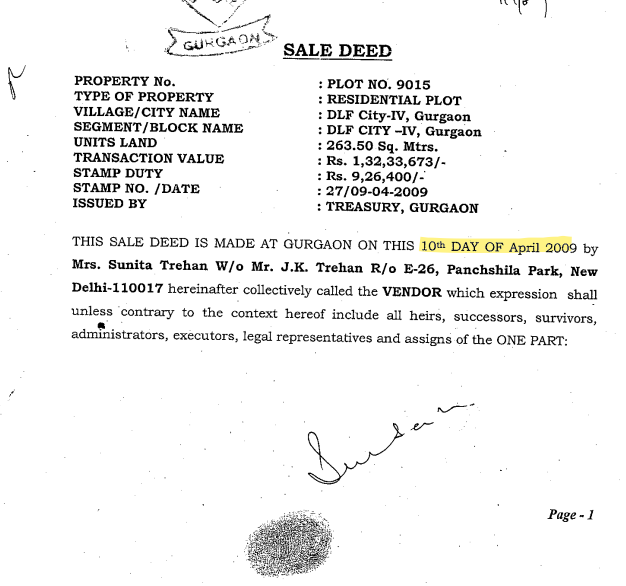 GURGAON
SALE DEED
PROPERTY No. : PLOT NO. 9015
TYPE OF PROPERTY : RESIDENTIAL PLOT
VILLAGE/CITY NAME : DLF City-IV, Gurgaon
SEGMENT/BLOCK NAME : DLF CITY –IV, Gurgaon
UNITS LAND : 263.50 Sq. Mtrs.
TRANSACTION VALUE : Rs. 1,32,33,673/-
STAMP DUTY : Rs. 9,26,400/-
STAMP NO. /DATE : 27/09-04-2009
ISSUED BY : TREASURY, GURGAON
THIS SALE DEED IS MADE AT GURGAON ON THIS 10th DAY OF April 2009 by
Mrs. Sunita Trehan W/o Mr. J.K. Trehan R/o E-26, Panchshila Park, New
Delhi-110017 hereinafter collectively called the VENDOR which expression shall
unless contrary to the context hereof include all heirs, successors, survivors,
administrators, executors, legal representatives and assigns of the ONE PART:
Page - 1